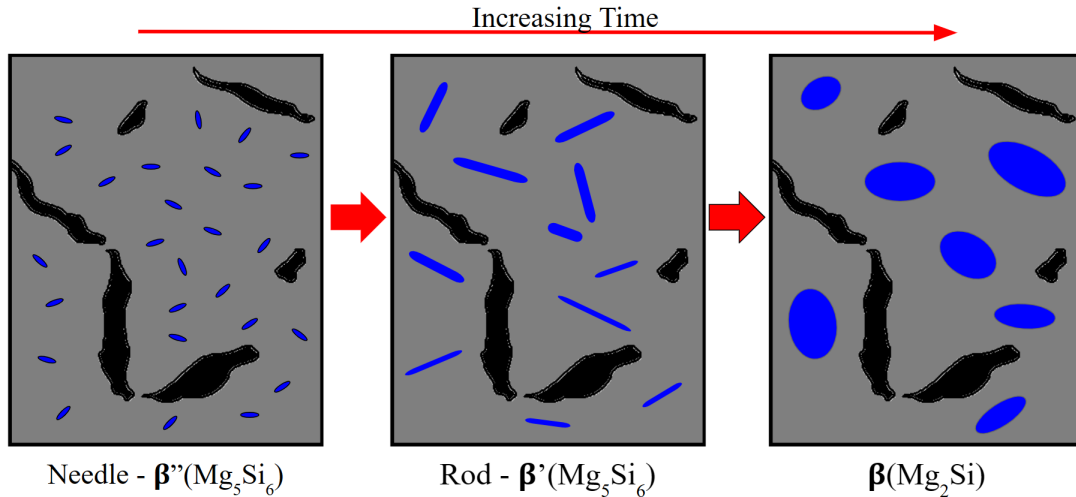 Increasing Time
Needle - β”(Mg₅Si₆)
Rod - β’(Mg₅Si₆)
β(Mg₂Si)